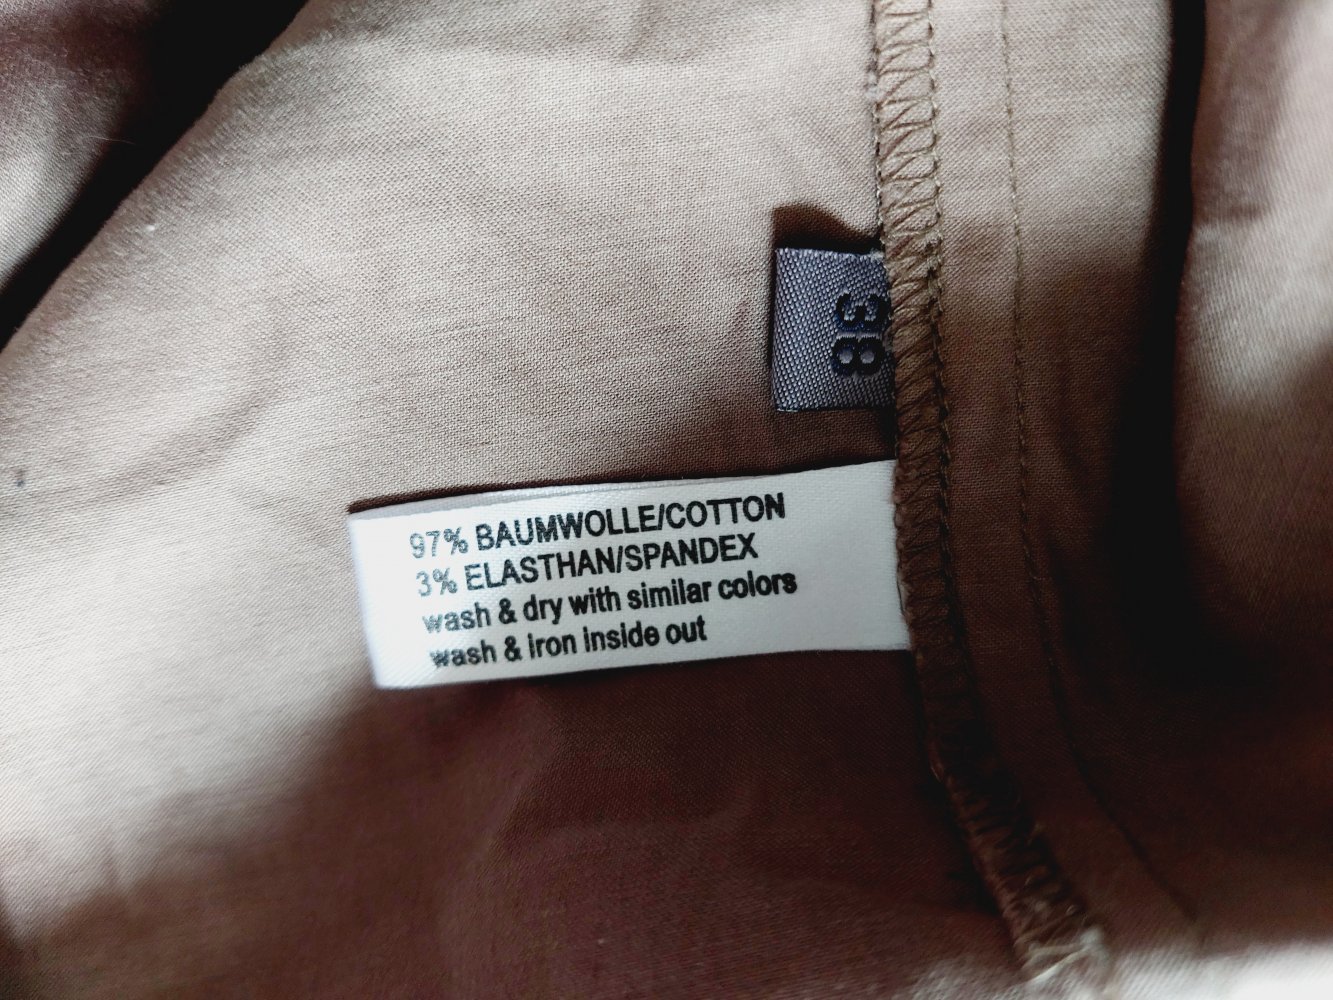 38
97% BAUMWOLLE/COTTON
3% ELASTHAN/SPANDEX
wash & dry with similar colors
wash & iron inside out